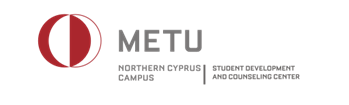 METU
NORTHERN CYPRUS CAMPUS
STUDENT DEVELOPMENT AND COUNSELING CENTER